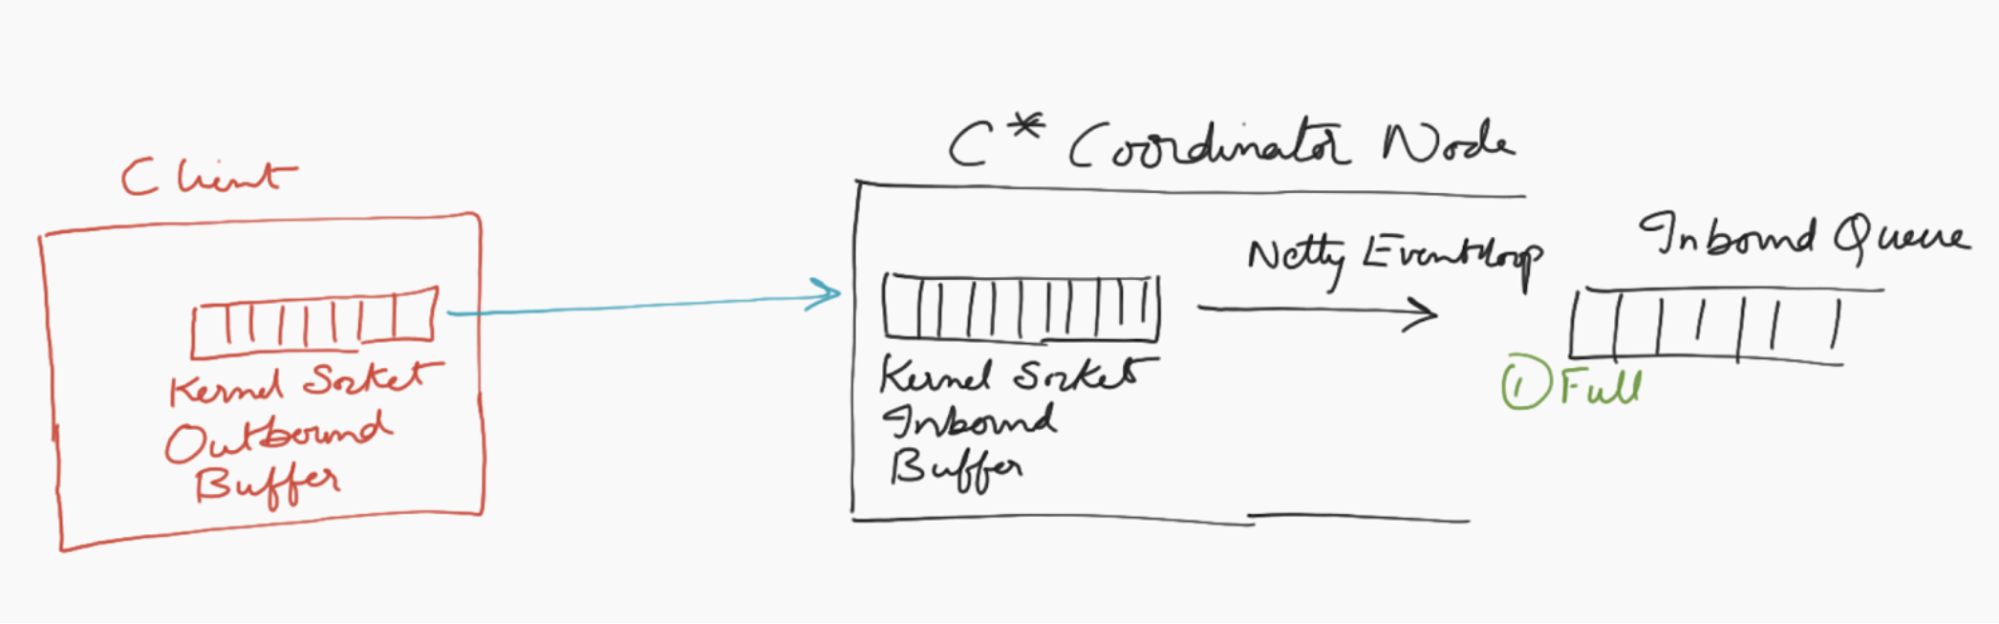 Client
Kernel Socket
Outbound
Buffer
C* Coordinator Node
Kernel Socket
Inbound
Buffer
Netty Eventloop
Inbound Queue
① Full